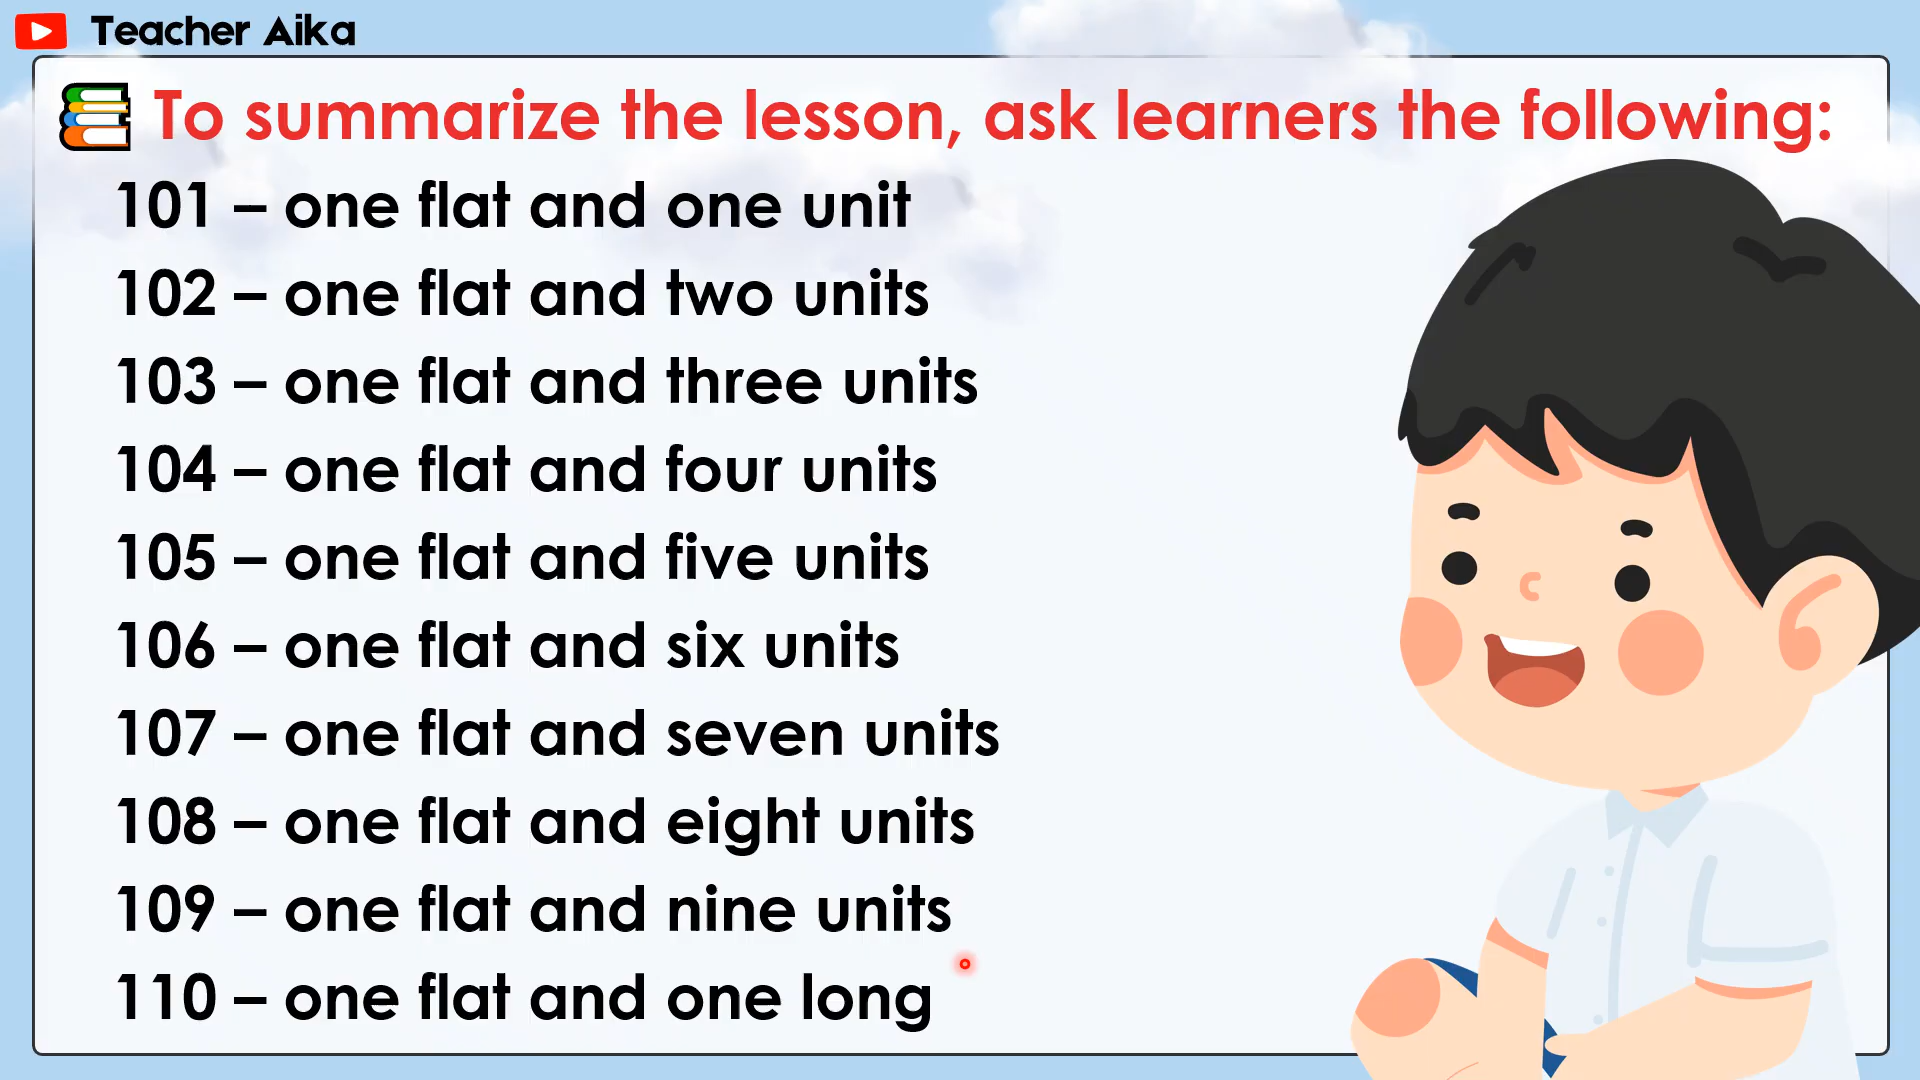 Teacher Aika
To summarize the lesson, ask learners the following:
101 – one flat and one unit
102 – one flat and two units
103 – one flat and three units
104 – one flat and four units
105 – one flat and five units
106 – one flat and six units
107 – one flat and seven units
108 – one flat and eight units
109 – one flat and nine units
110 – one flat and one long